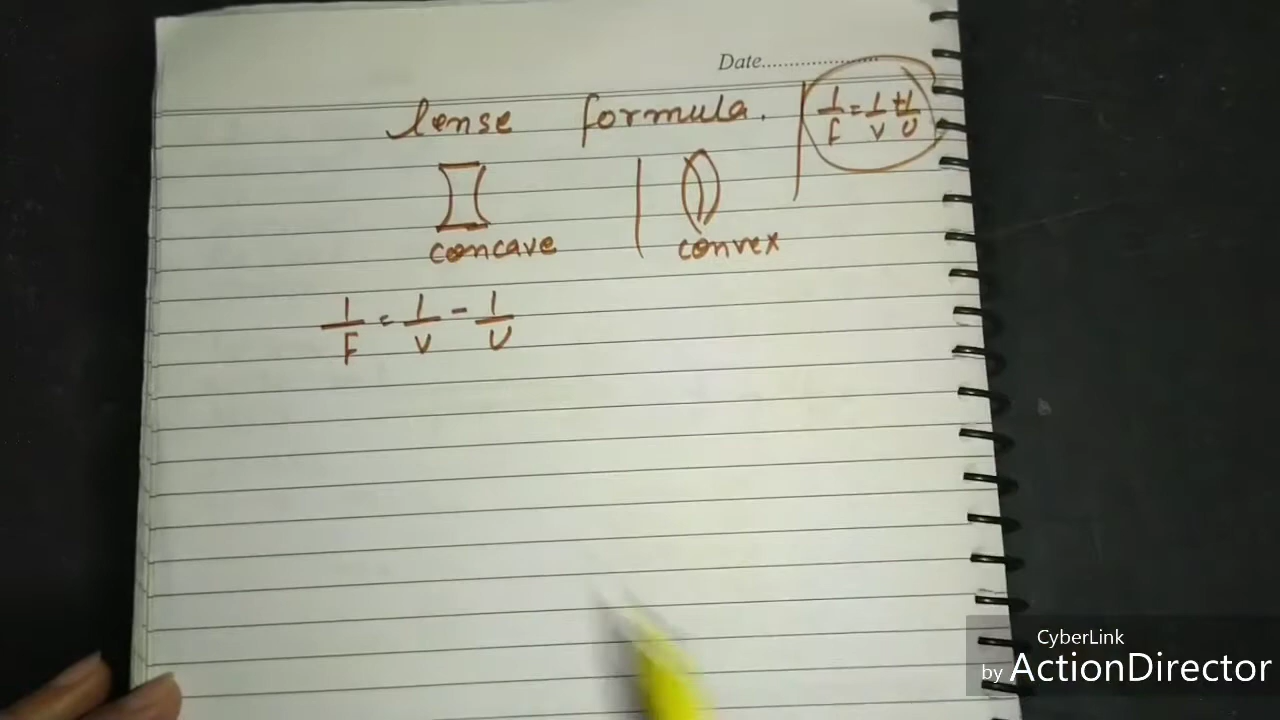 Date....................
lense formula.
1/F = 1/V + 1/U
concave
convex
1/F = 1/V - 1/U
CyberLink
by ActionDirector